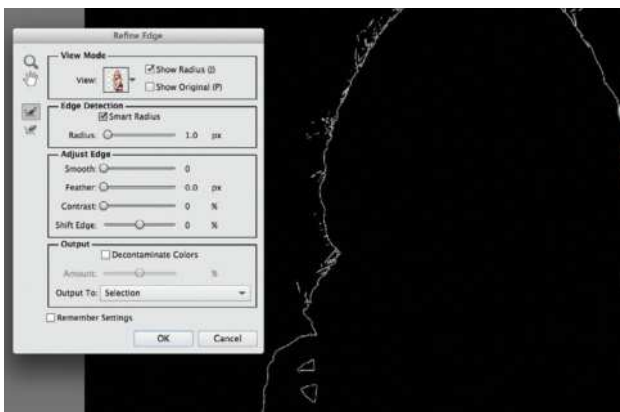 Refine Edge
View Mode
View:
Show Radius (J)
Show Original (P)
Edge Detection
Smart Radius
Radius: 1.0 px
Adjust Edge
Smooth: 0
Feather: 0.0 px
Contrast: 0 %
Shift Edge: 0 %
Output
Decontaminate Colors
Amount: %
Output To: Selection
Remember Settings
OK Cancel